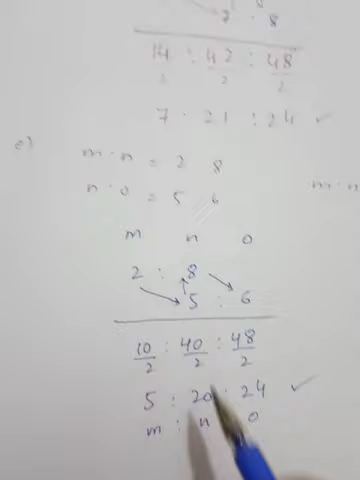 2 : 8
14/2 : 42/2 : 48/2
7 : 21 : 24 ✓
e)
m : n = 2 8
n : o = 5 6
m : n
m n o
2 : 8
5 : 6
10/2 : 40/2 : 48/2
5 : 20 : 24 ✓
m : n o